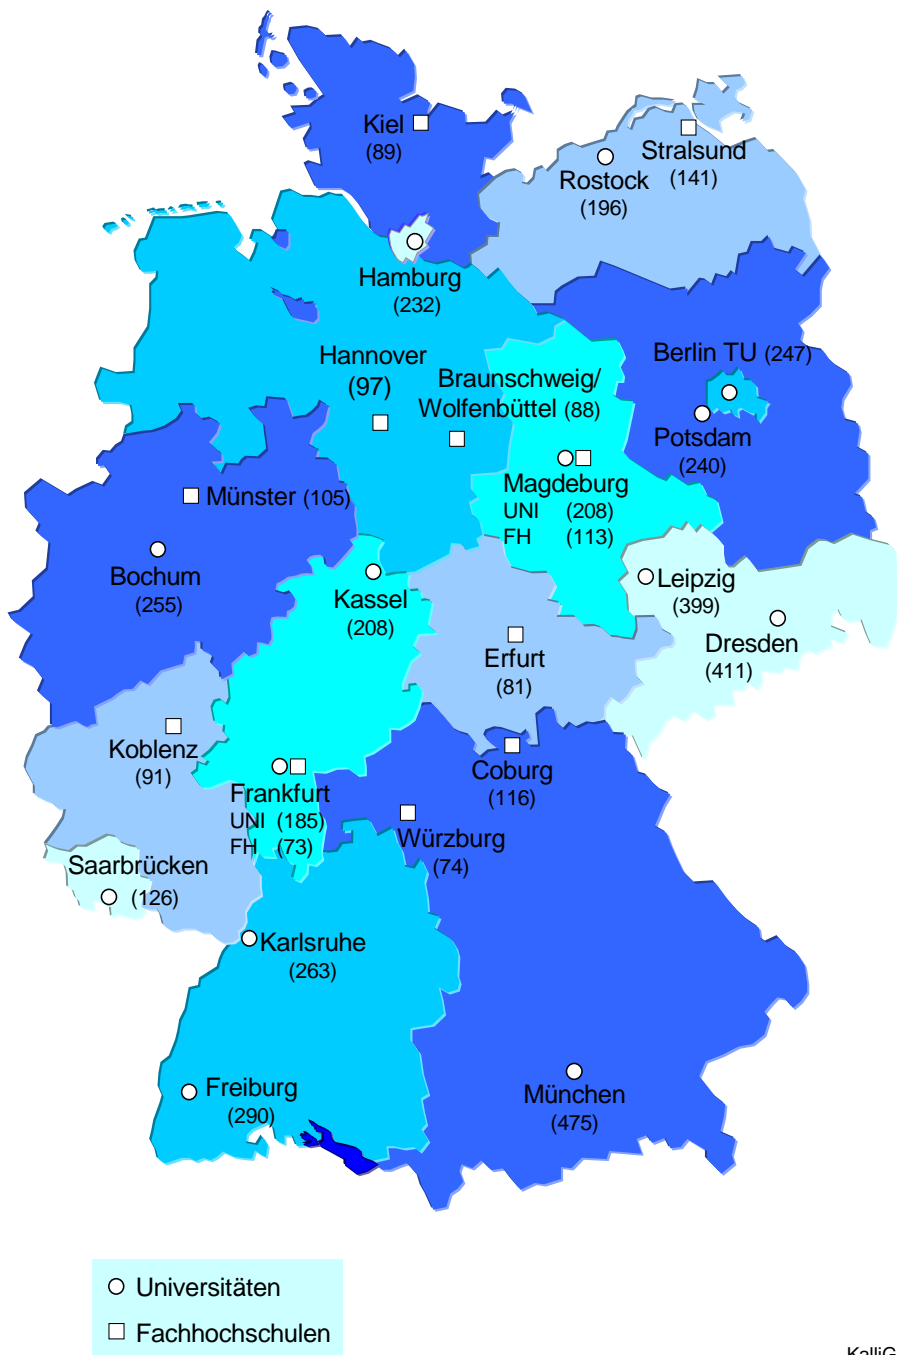 Kiel
(89)
Stralsund
(141)
Rostock
(196)
Hamburg
(232)
Hannover
(97)
Braunschweig/
Wolfenbüttel (88)
Berlin TU (247)
Potsdam
(240)
Magdeburg
UNI (208)
FH (113)
Münster (105)
Bochum
(255)
Kassel
(208)
Leipzig
(399)
Dresden
(411)
Erfurt
(81)
Koblenz
(91)
Coburg
(116)
Frankfurt
UNI (185)
FH (73)
Würzburg
(74)
Saarbrücken
(126)
Karlsruhe
(263)
Freiburg
(290)
München
(475)
Universitäten
Fachhochschulen
KalliG